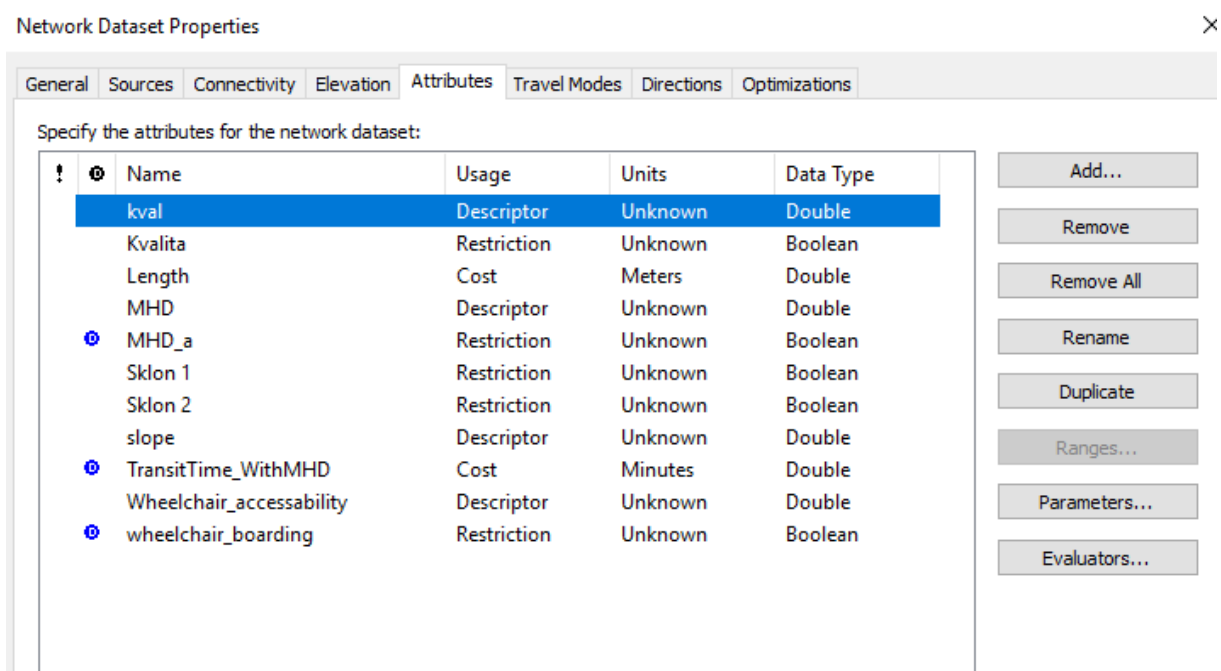 Network Dataset Properties
General Sources Connectivity Elevation Attributes Travel Modes Directions Optimizations
Specify the attributes for the network dataset:
! D Name Usage Units Data Type Add...
kval Descriptor Unknown Double
Remove
Kvalita Restriction Unknown Boolean
Length Cost Meters Double Remove All
MHD Descriptor Unknown Double
D MHD_a Restriction Unknown Boolean Rename
Sklon 1 Restriction Unknown Boolean
Duplicate
Sklon 2 Restriction Unknown Boolean
slope Descriptor Unknown Double Ranges...
D TransitTime_WithMHD Cost Minutes Double
Wheelchair_accessability Descriptor Unknown Double Parameters...
D wheelchair_boarding Restriction Unknown Boolean
Evaluators...